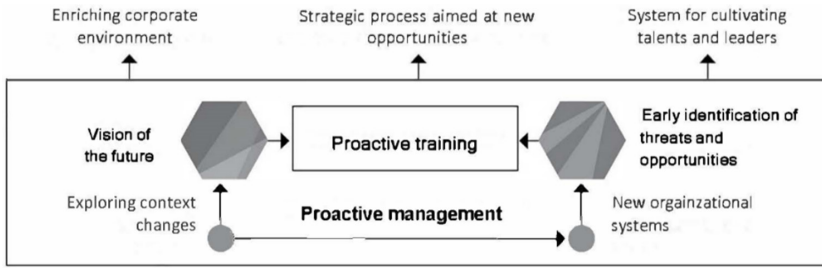 Enriching corporate
environment
Strategic process aimed at new
opportunities
System for cultivating
talents and leaders
Vision of
the future
Proactive training
Early identification of
threats and
opportunities
Exploring context
changes
Proactive management
New orgainzational
systems